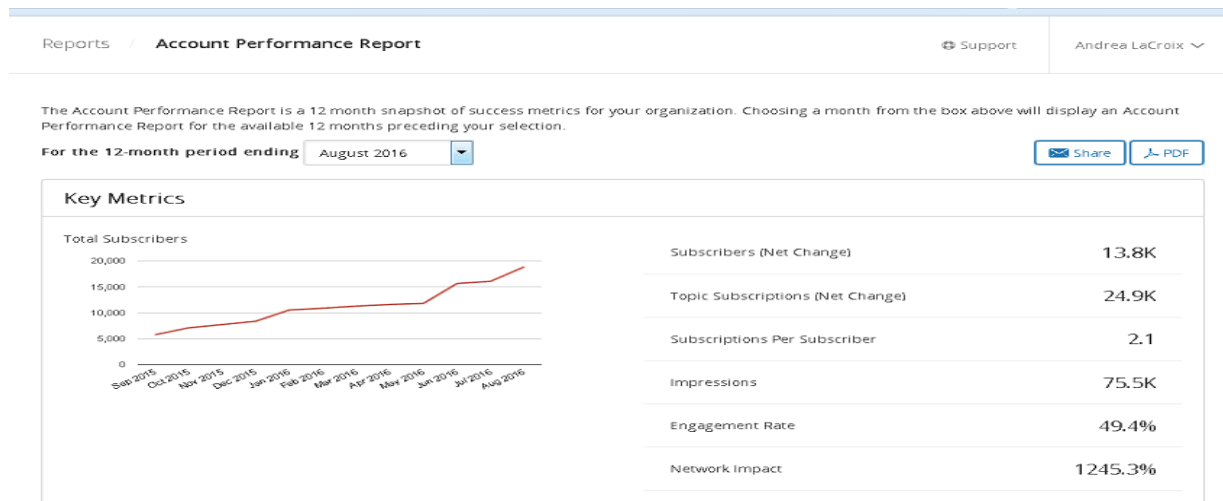 Reports / Account Performance Report
Support
Andrea LaCroix
The Account Performance Report is a 12 month snapshot of success metrics for your organization. Choosing a month from the box above will display an Account
Performance Report for the available 12 months preceding your selection.
For the 12-month period ending August 2016
Share
PDF
Key Metrics
Total Subscribers
20,000
15,000
10,000
5,000
0
Sep 2015 Oct 2015 Nov 2015 Dec 2015 Jan 2016 Feb 2016 Mar 2016 Apr 2016 May 2016 Jun 2016 Jul 2016 Aug 2016
Subscribers (Net Change) 13.8K
Topic Subscriptions (Net Change) 24.9K
Subscriptions Per Subscriber 2.1
Impressions 75.5K
Engagement Rate 49.4%
Network Impact 1245.3%